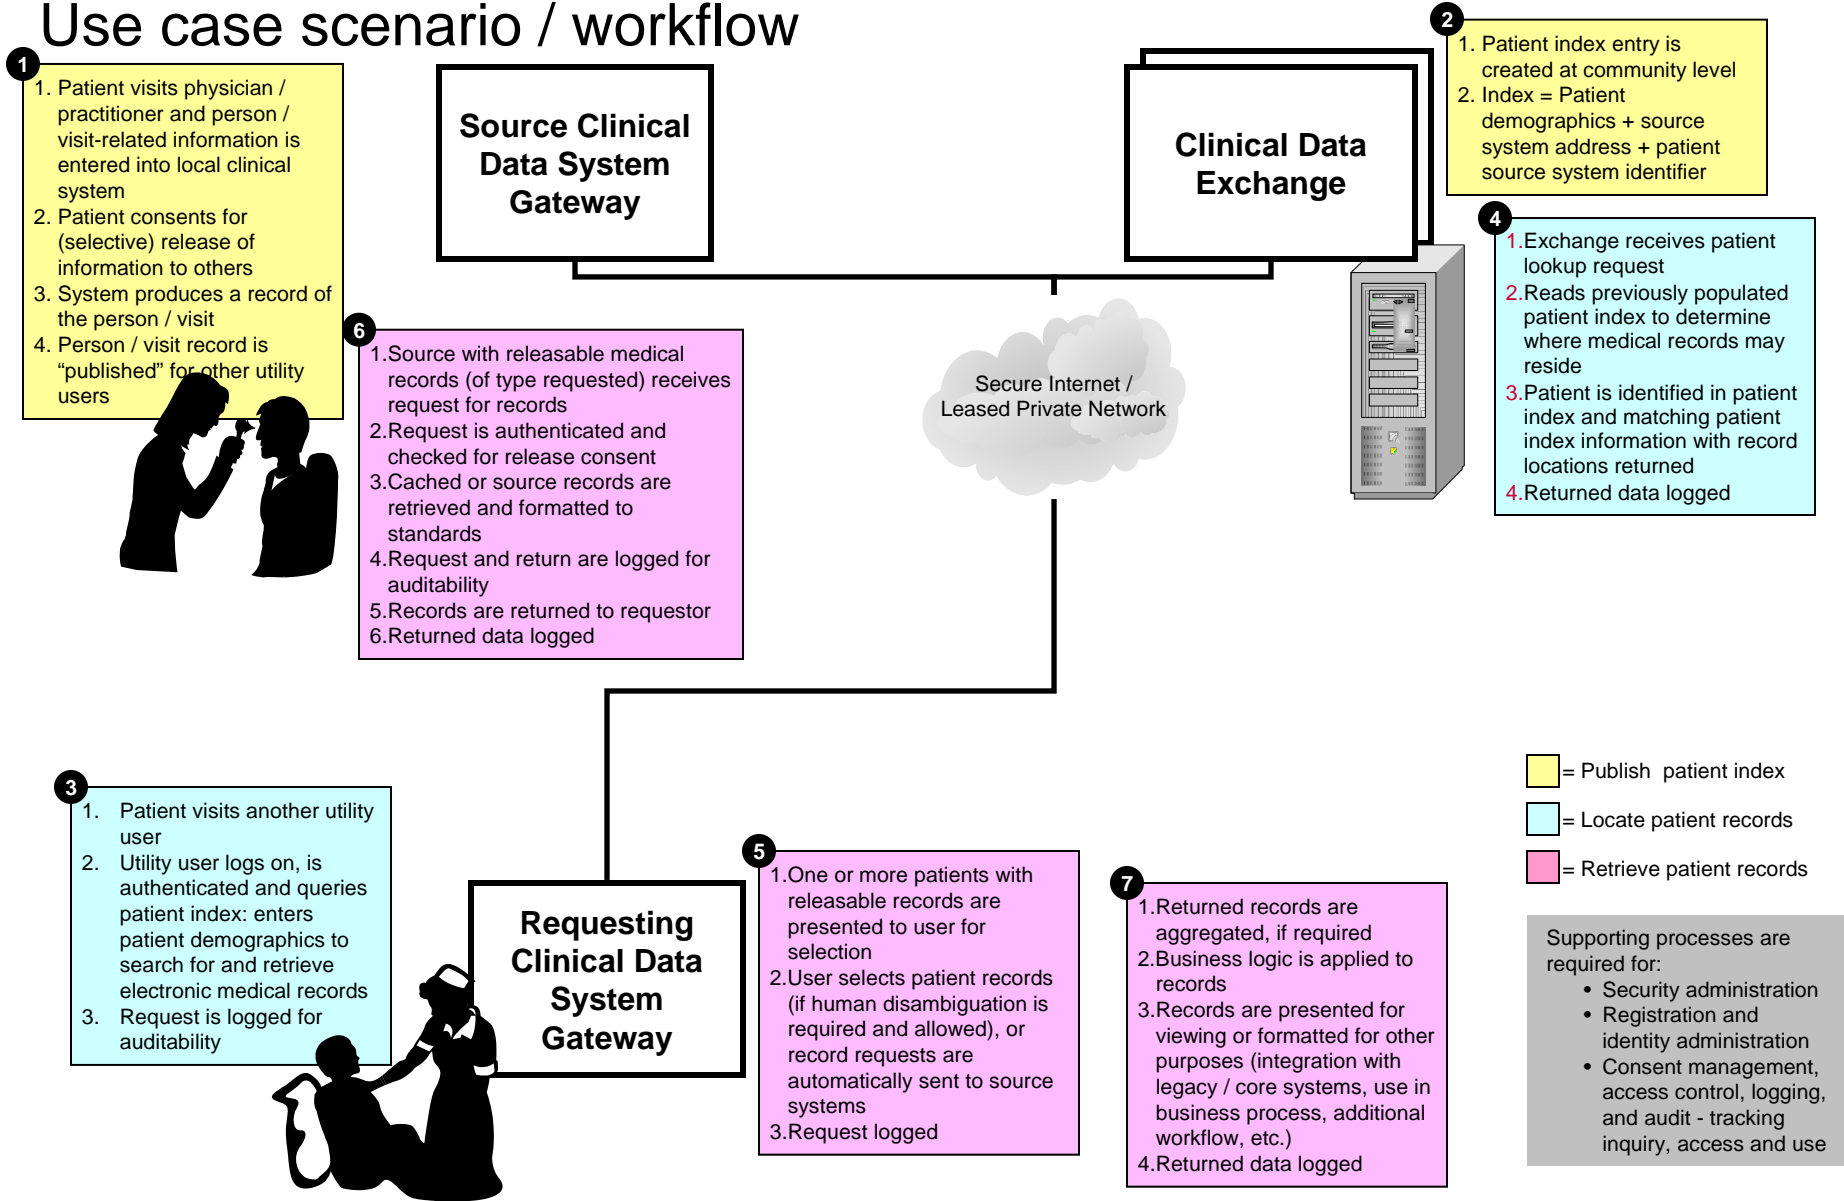 Use case scenario / workflow
1
1. Patient visits physician /
practitioner and person /
visit-related information is
entered into local clinical
system
2. Patient consents for
(selective) release of
information to others
3. System produces a record of
the person / visit
4. Person / visit record is
“published” for other utility
users
Source Clinical
Data System
Gateway
Clinical Data
Exchange
2
1. Patient index entry is
created at community level
2. Index = Patient
demographics + source
system address + patient
source system identifier
4
1.Exchange receives patient
lookup request
2.Reads previously populated
patient index to determine
where medical records may
reside
3.Patient is identified in patient
index and matching patient
index information with record
locations returned
4.Returned data logged
6
1.Source with releasable medical
records (of type requested) receives
request for records
2.Request is authenticated and
checked for release consent
3.Cached or source records are
retrieved and formatted to
standards
4.Request and return are logged for
auditability
5.Records are returned to requestor
6.Returned data logged
Secure Internet /
Leased Private Network
3
1. Patient visits another utility
user
2. Utility user logs on, is
authenticated and queries
patient index: enters
patient demographics to
search for and retrieve
electronic medical records
3. Request is logged for
auditability
Requesting
Clinical Data
System
Gateway
5
1.One or more patients with
releasable records are
presented to user for
selection
2.User selects patient records
(if human disambiguation is
required and allowed), or
record requests are
automatically sent to source
systems
3.Request logged
7
1.Returned records are
aggregated, if required
2.Business logic is applied to
records
3.Records are presented for
viewing or formatted for other
purposes (integration with
legacy / core systems, use in
business process, additional
workflow, etc.)
4.Returned data logged
= Publish patient index
= Locate patient records
= Retrieve patient records
Supporting processes are
required for:
• Security administration
• Registration and
identity administration
• Consent management,
access control, logging,
and audit - tracking
inquiry, access and use